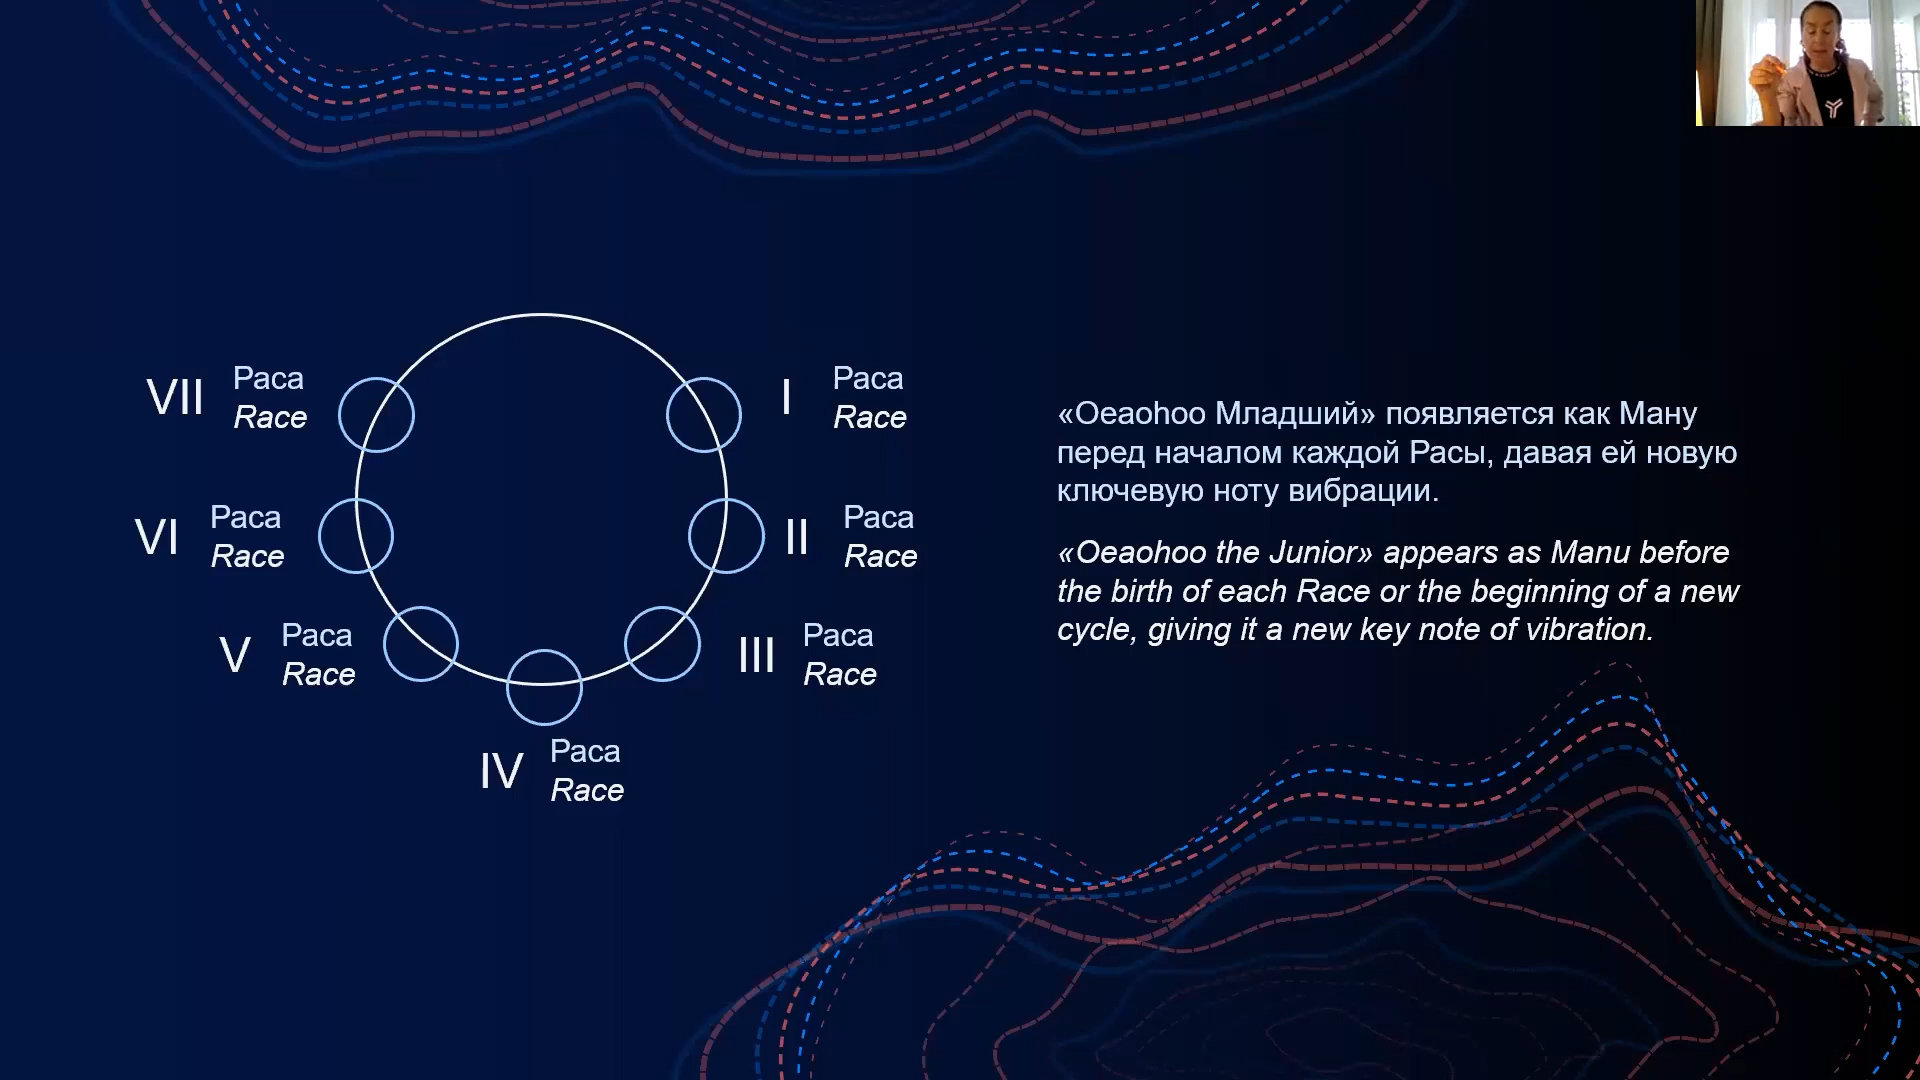 VII
Раса
Race
I
Раса
Race
VI
Раса
Race
II
Раса
Race
V
Раса
Race
III
Раса
Race
IV
Раса
Race
«Oeaohoo Младший» появляется как Ману
перед началом каждой Расы, давая ей новую
ключевую ноту вибрации.
«Oeaohoo the Junior» appears as Manu before
the birth of each Race or the beginning of a new
cycle, giving it a new key note of vibration.